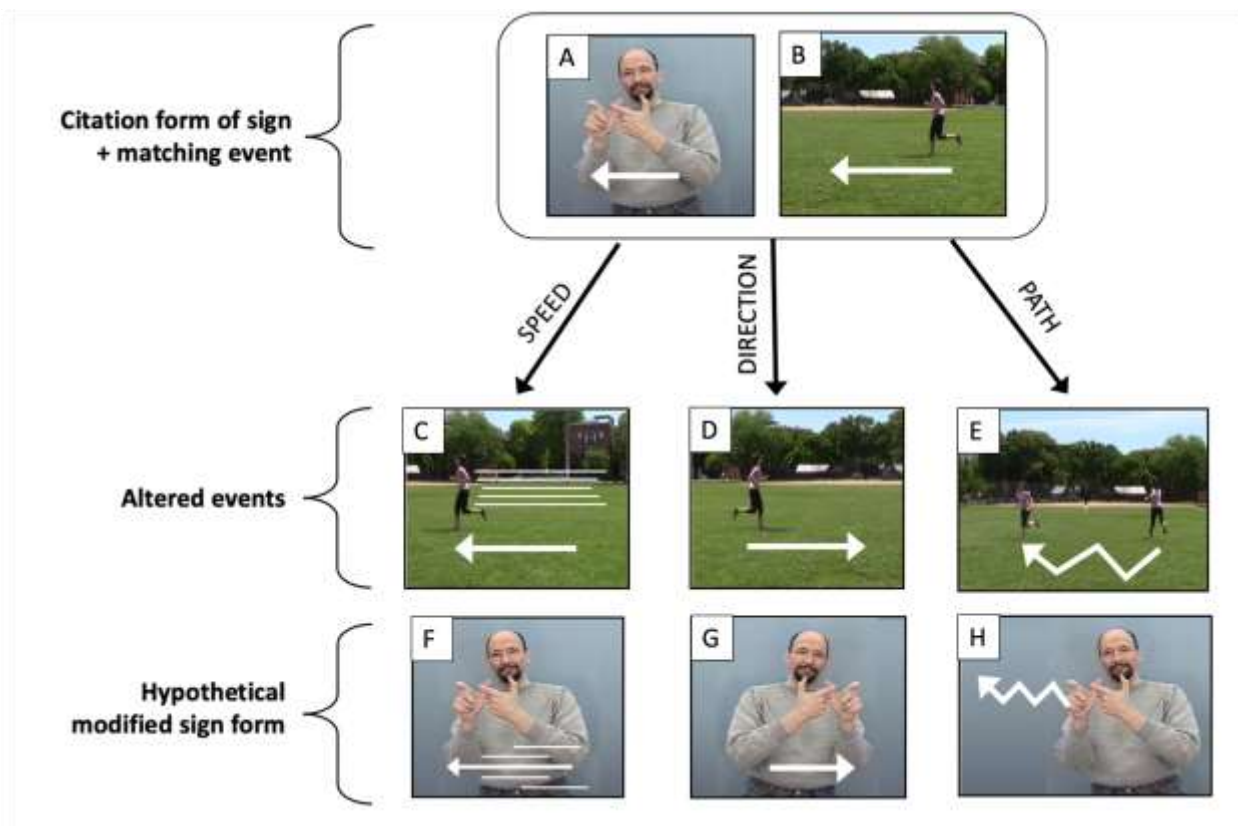 A
B
Citation form of sign
+ matching event
SPEED
DIRECTION
PATH
C
D
E
Altered events
F
G
H
Hypothetical
modified sign form